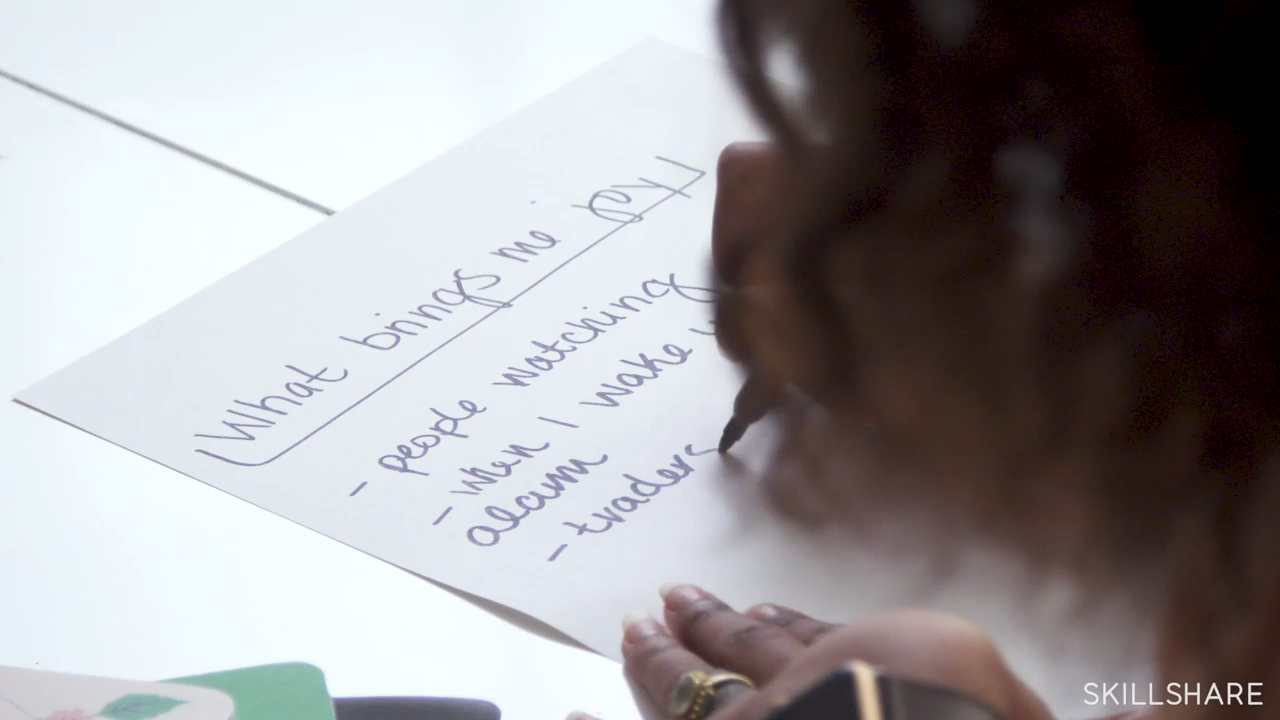 What brings me joy
- people watching
- when I wake
alarm
- traders
SKILLSHARE